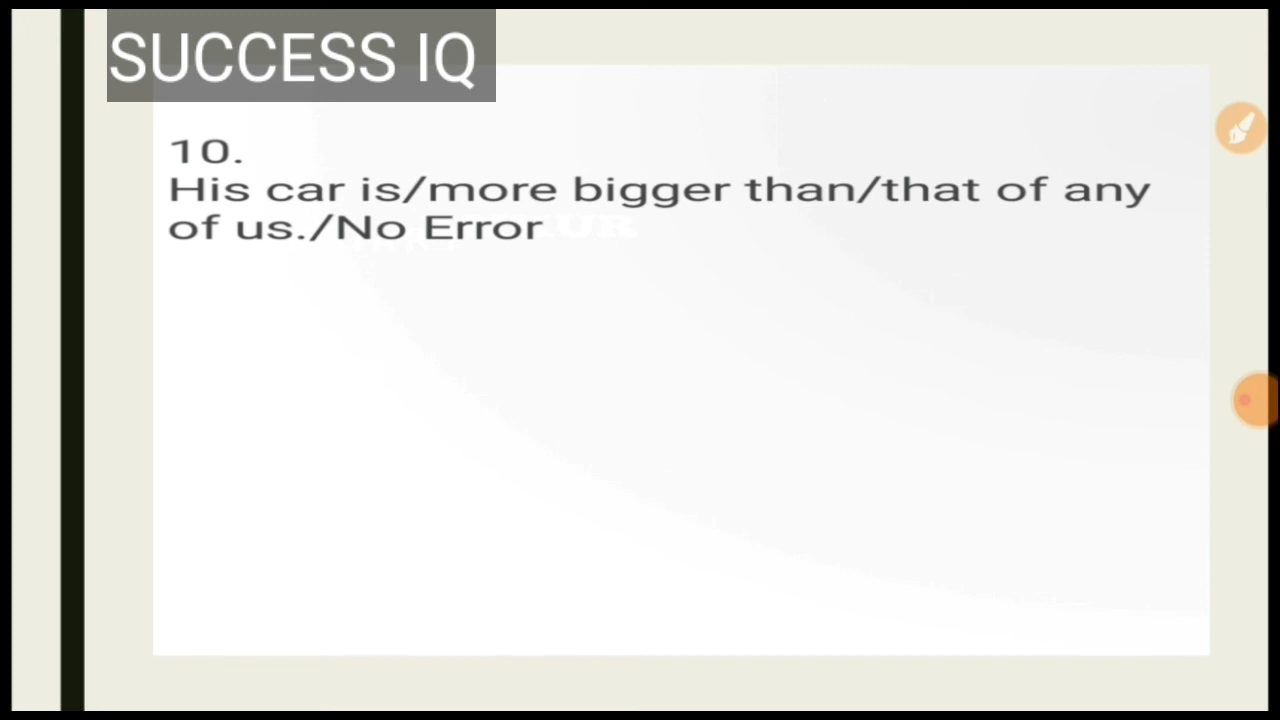 SUCCESS IQ
10.
His car is/more bigger than/that of any
of us./No Error